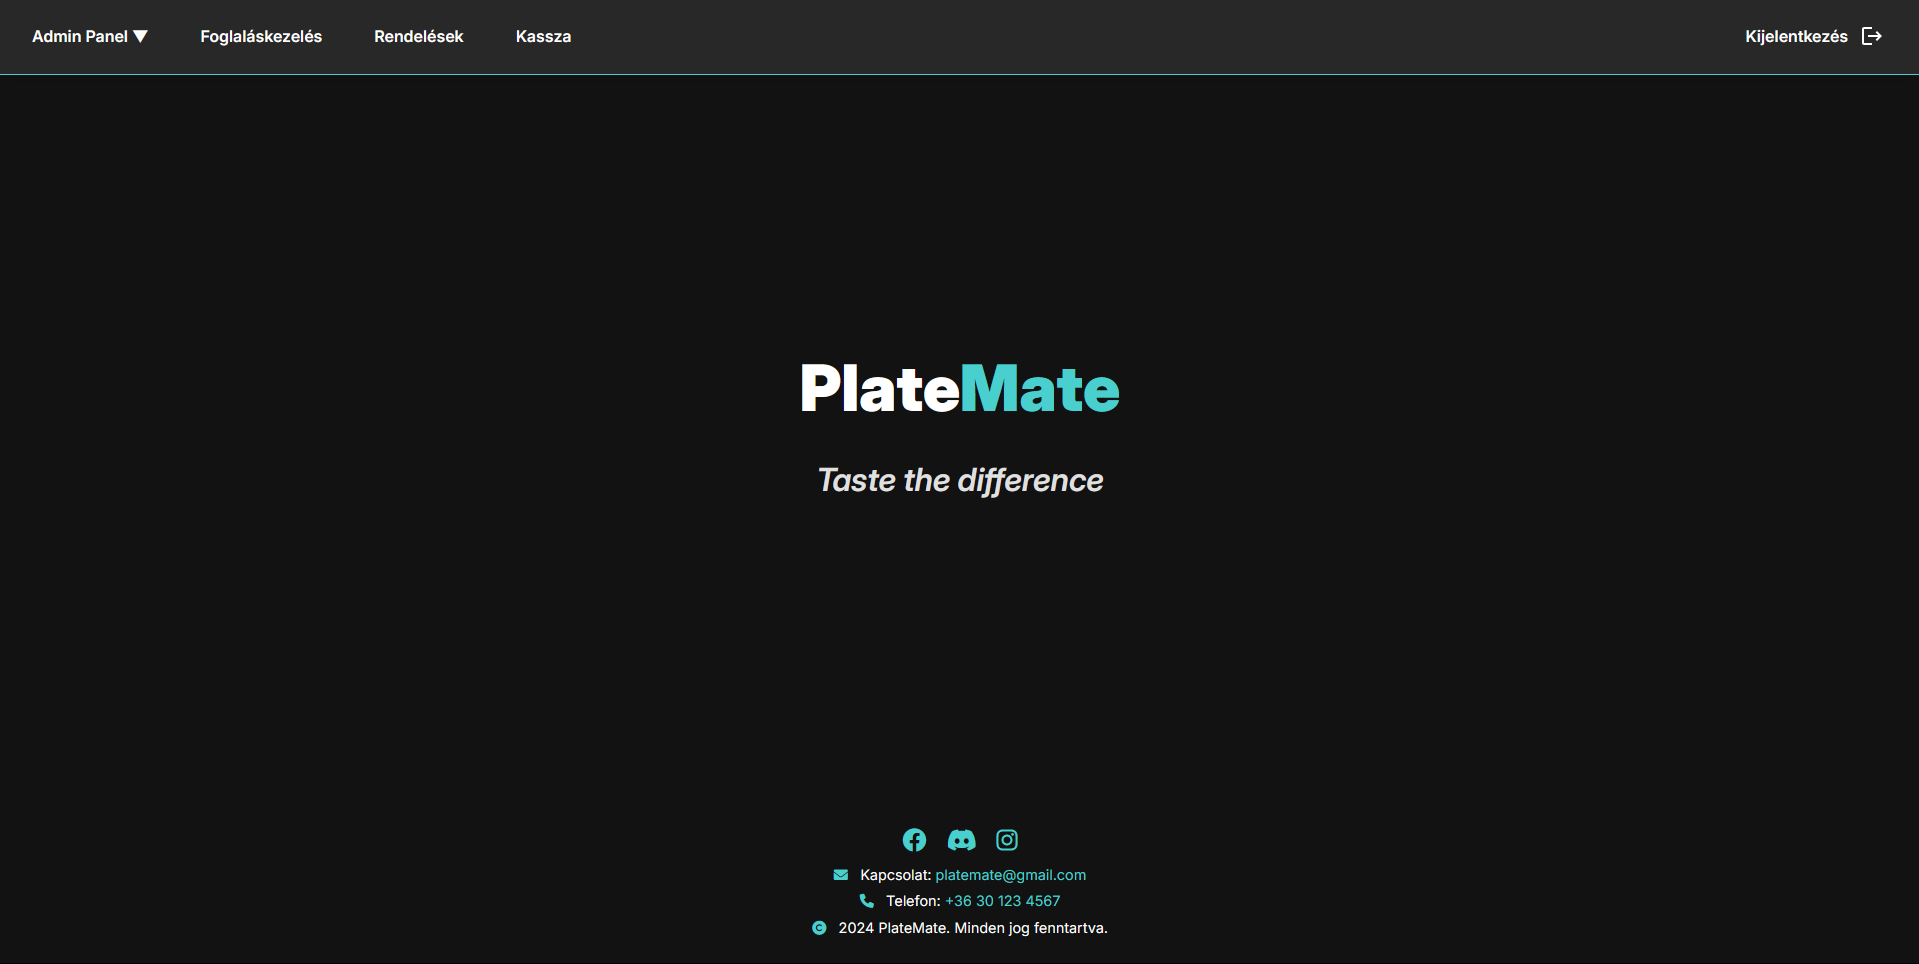 Admin Panel ▼ Foglaláskezelés Rendelések Kassza Kijelentkezés
PlateMate
Taste the difference
Kapcsolat: platemate@gmail.com
Telefon: +36 30 123 4567
© 2024 PlateMate. Minden jog fenntartva.